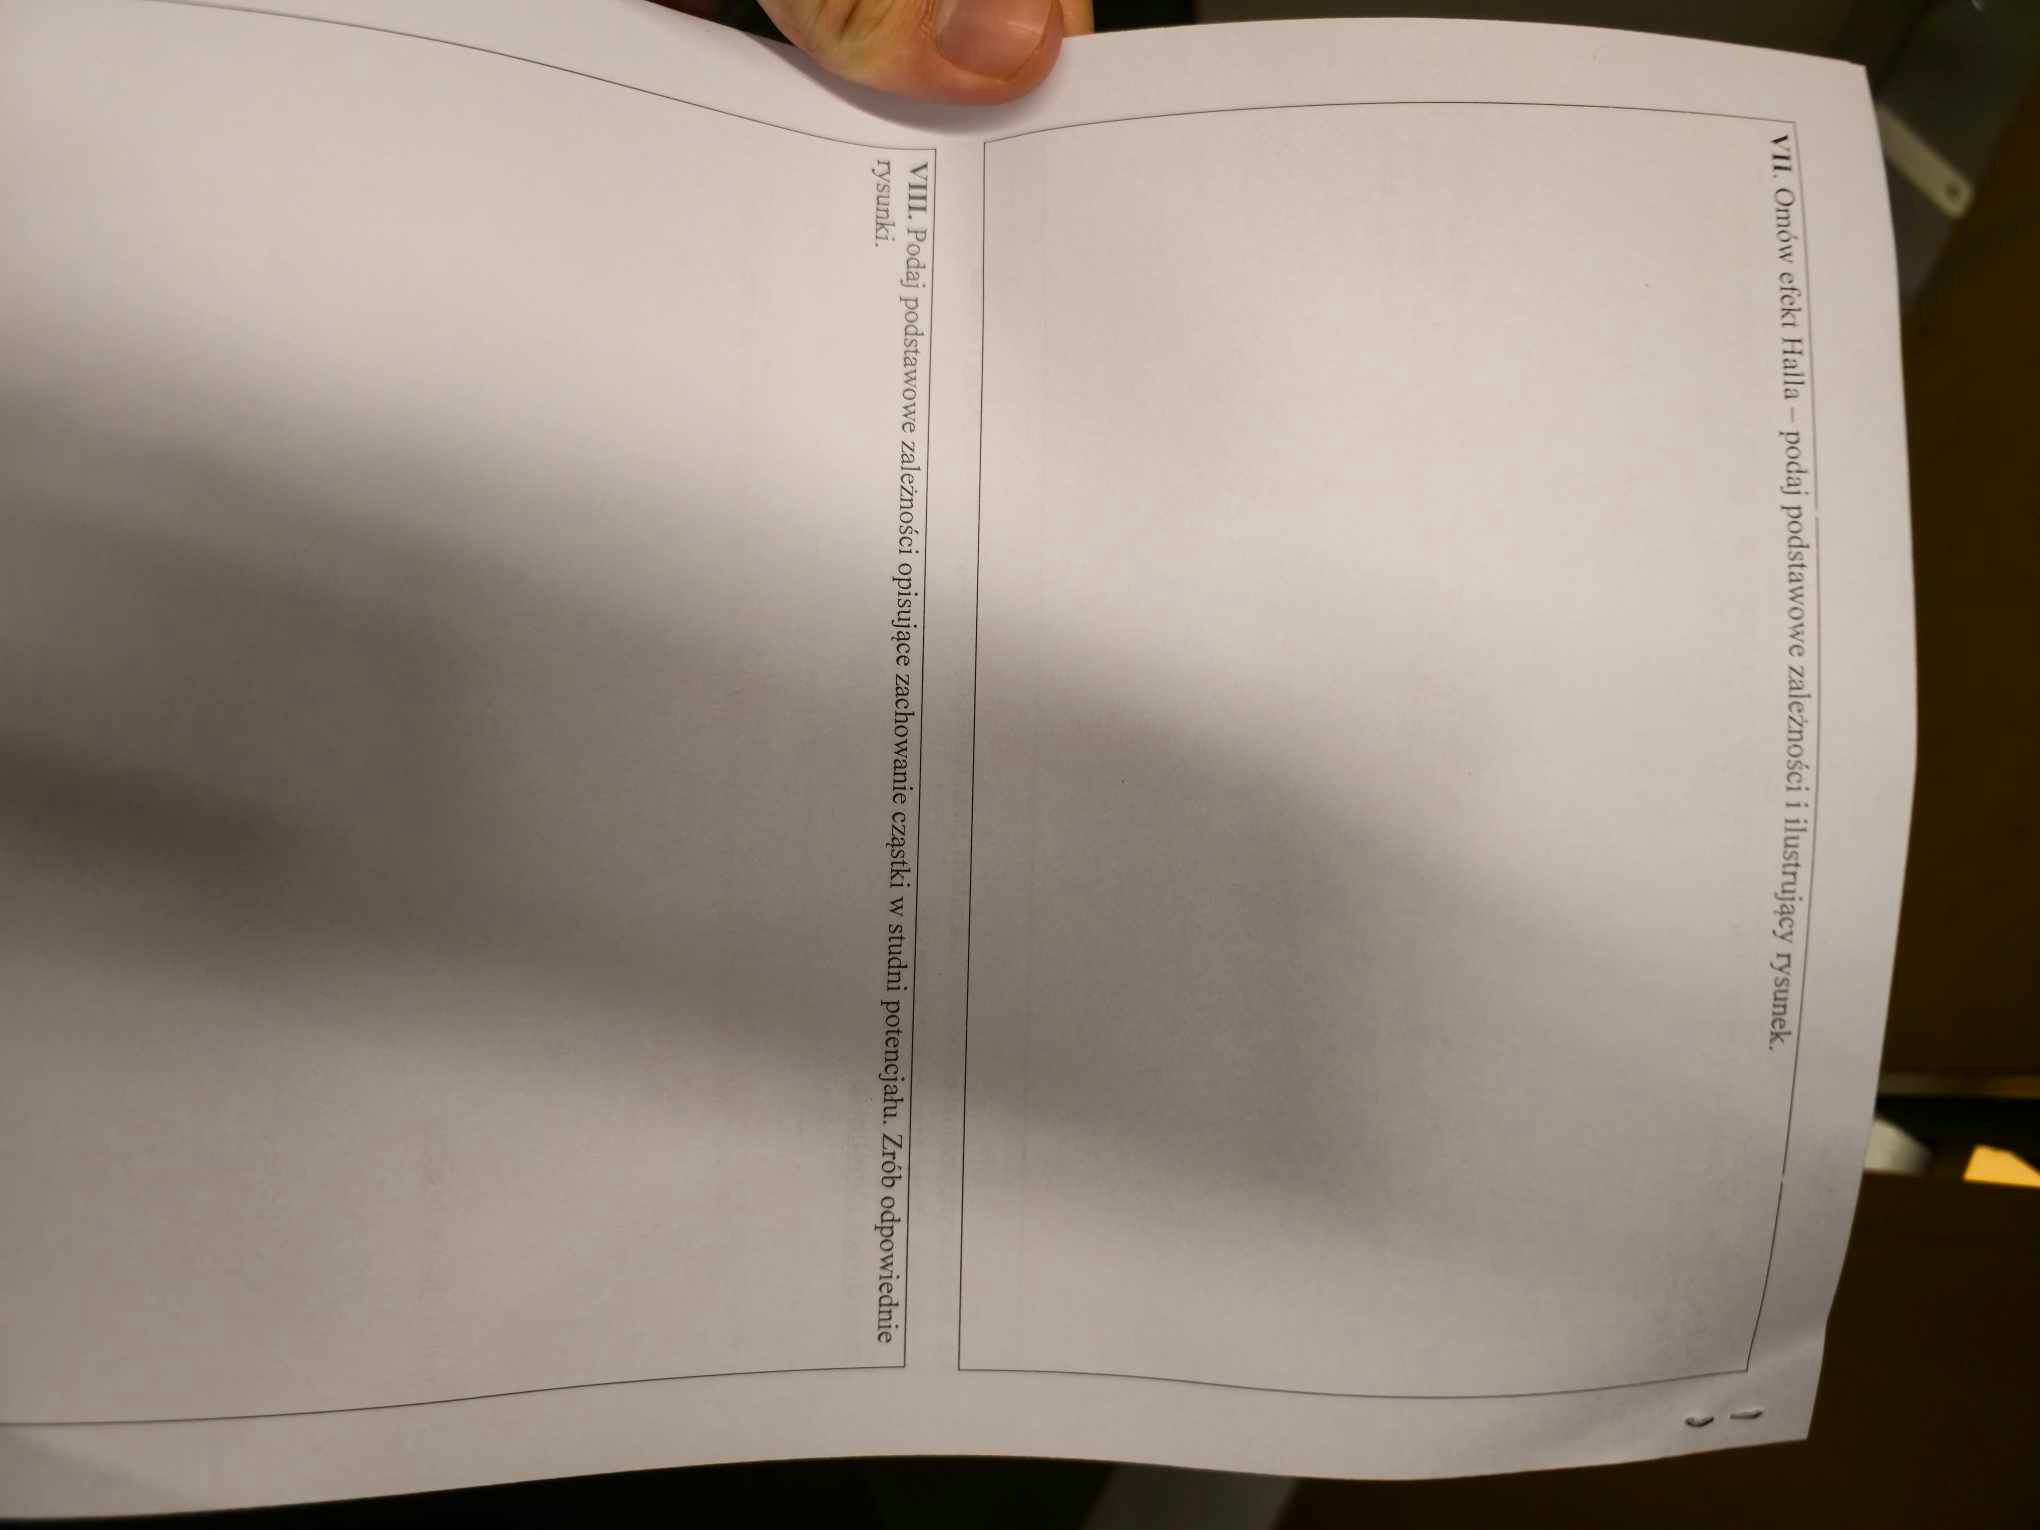 VII. Omów efekt Halla – podaj podstawowe zależności i ilustrujący rysunek.
VIII. Podaj podstawowe zależności opisujące zachowanie cząstki w studni potencjału. Zrób odpowiednie
rysunki.